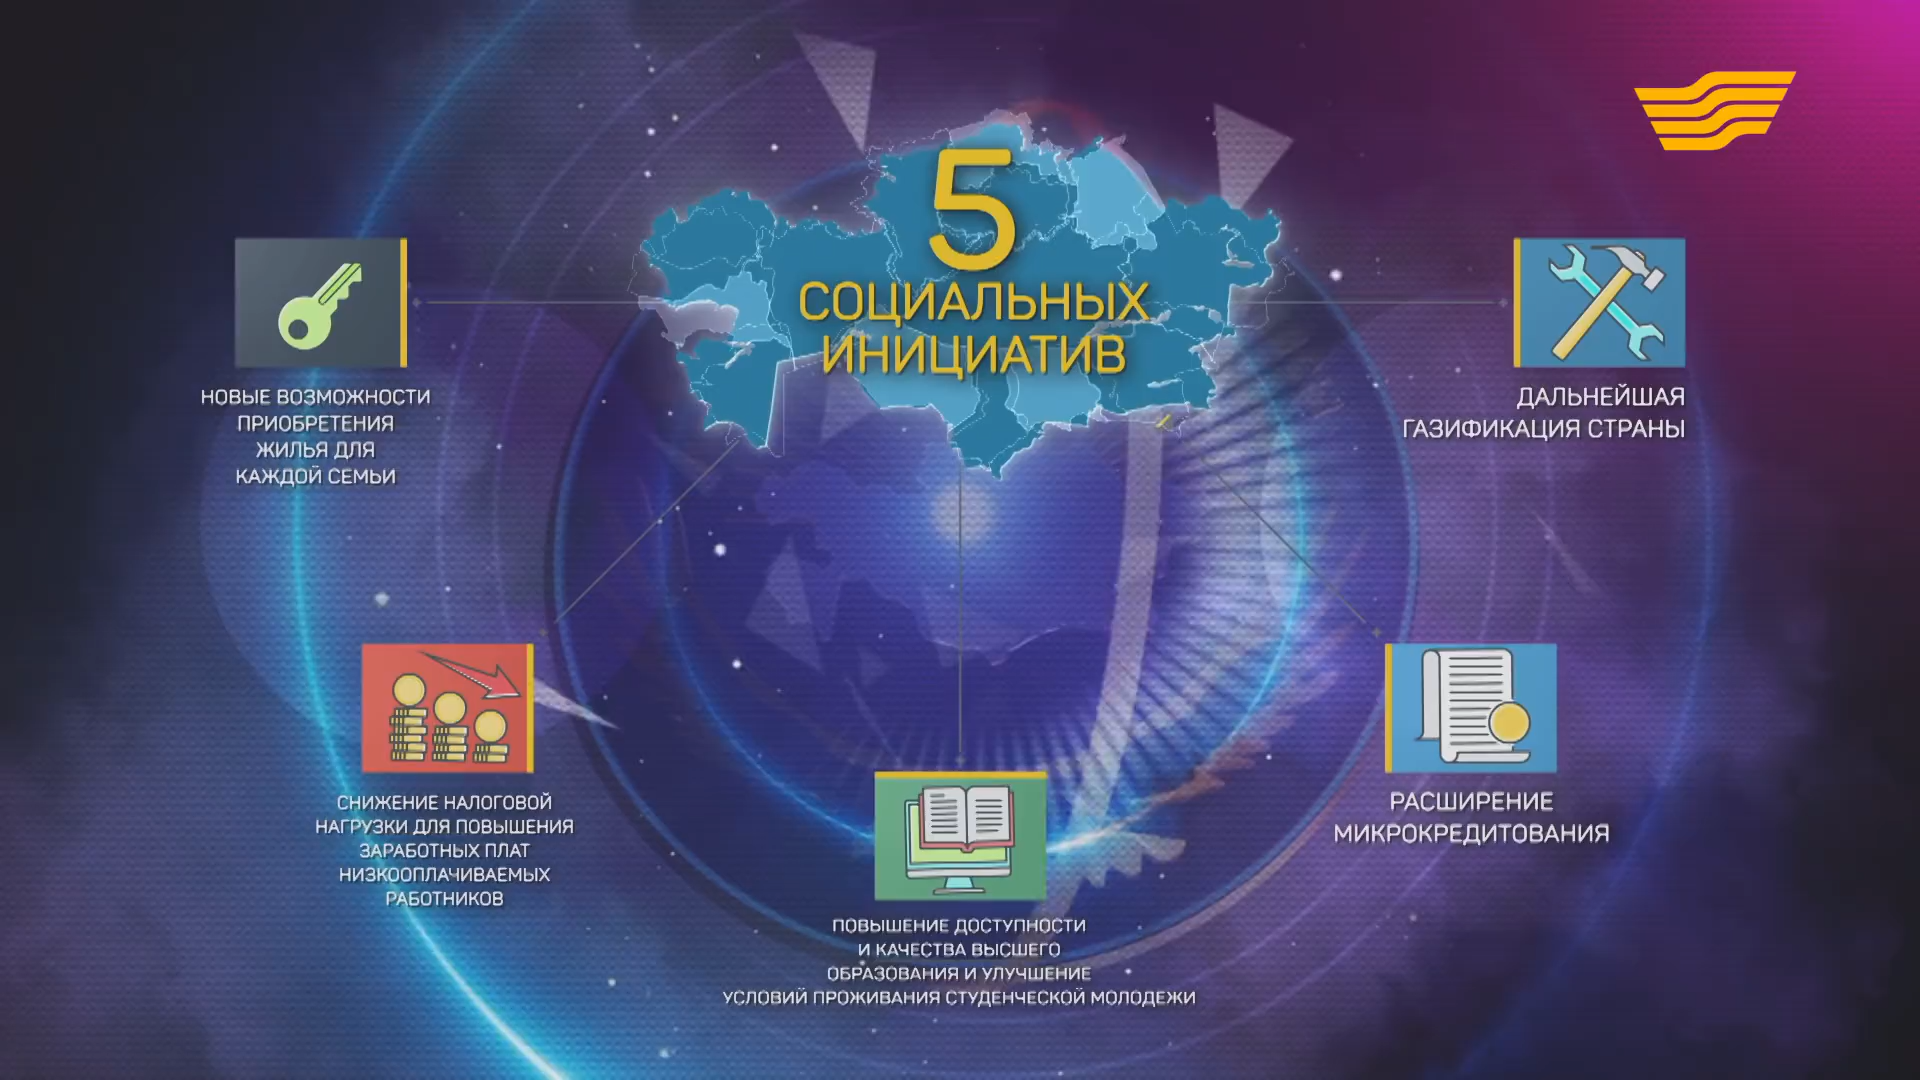 5
СОЦИАЛЬНЫХ
ИНИЦИАТИВ
НОВЫЕ ВОЗМОЖНОСТИ
ПРИОБРЕТЕНИЯ
ЖИЛЬЯ ДЛЯ
КАЖДОЙ СЕМЬИ
СНИЖЕНИЕ НАЛОГОВОЙ
НАГРУЗКИ ДЛЯ ПОВЫШЕНИЯ
ЗАРАБОТНЫХ ПЛАТ
НИЗКООПЛАЧИВАЕМЫХ
РАБОТНИКОВ
ПОВЫШЕНИЕ ДОСТУПНОСТИ
И КАЧЕСТВА ВЫСШЕГО
ОБРАЗОВАНИЯ И УЛУЧШЕНИЕ
УСЛОВИЙ ПРОЖИВАНИЯ СТУДЕНЧЕСКОЙ МОЛОДЕЖИ
РАСШИРЕНИЕ
МИКРОКРЕДИТОВАНИЯ
ДАЛЬНЕЙШАЯ
ГАЗИФИКАЦИЯ СТРАНЫ